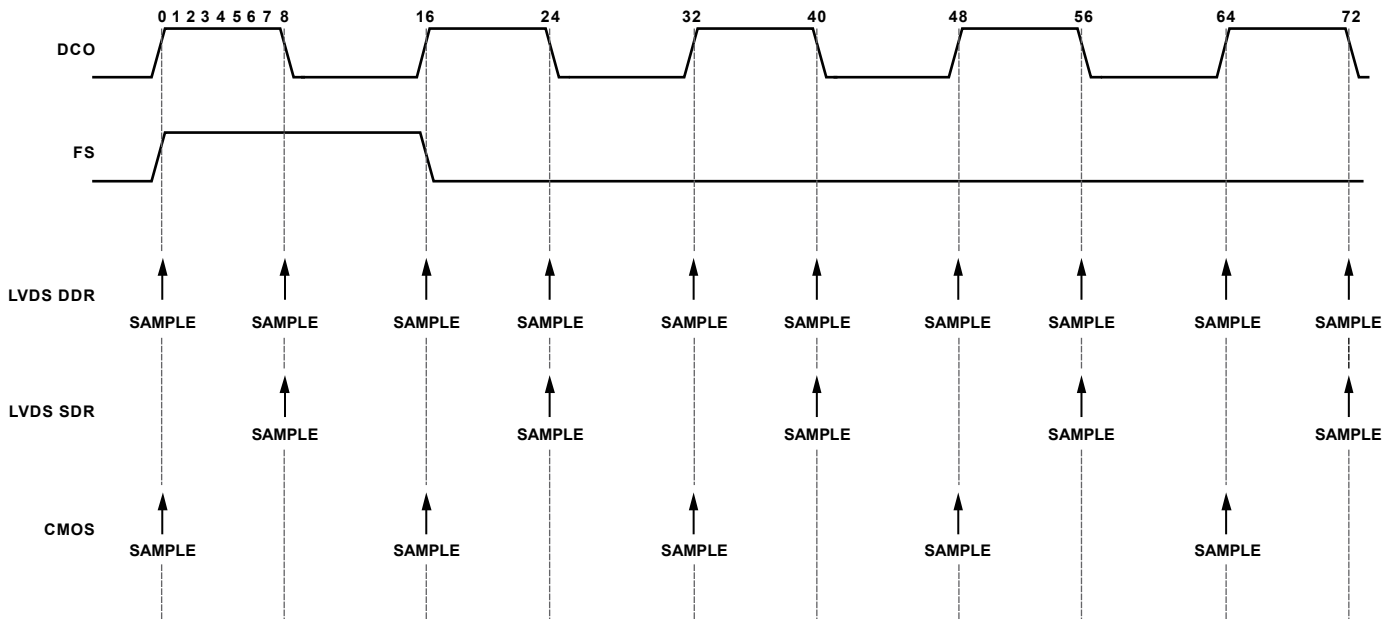 0 1 2 3 4 5 6 7 8 16 24 32 40 48 56 64 72
DCO
FS
LVDS DDR
SAMPLE SAMPLE SAMPLE SAMPLE SAMPLE SAMPLE SAMPLE SAMPLE SAMPLE SAMPLE
LVDS SDR
SAMPLE SAMPLE SAMPLE SAMPLE SAMPLE
CMOS
SAMPLE SAMPLE SAMPLE SAMPLE SAMPLE